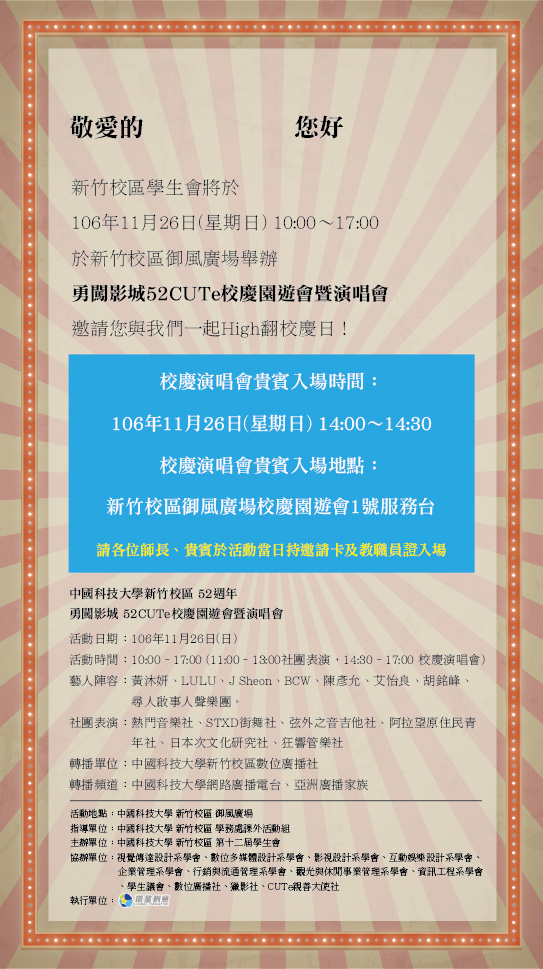 敬愛的 您好
新竹校區學生會將於
106年11月26日(星期日) 10:00～17:00
於新竹校區御風廣場舉辦
勇闖影城52CUTe校慶園遊會暨演唱會
邀請您與我們一起High翻校慶日！
校慶演唱會貴賓入場時間：
106年11月26日(星期日) 14:00～14:30
校慶演唱會貴賓入場地點：
新竹校區御風廣場校慶園遊會1號服務台
請各位師長、貴賓於活動當日持邀請卡及教職員證入場
中國科技大學新竹校區 52週年
勇闖影城 52CUTe校慶園遊會暨演唱會
活動日期：106年11月26日(日)
活動時間：10:00‐17:00 (11:00‐13:00社團表演，14:30‐17:00 校慶演唱會)
藝人陣容：黃沐妍、LULU、J Sheon、BCW、陳彥允、艾怡良、胡銘峰、
尋人啟事人聲樂團。
社團表演：熱門音樂社、STXD街舞社、弦外之音吉他社、阿拉望原住民青
年社、日本次文化研究社、狂響管樂社
轉播單位：中國科技大學新竹校區數位廣播社
轉播頻道：中國科技大學網路廣播電台、亞洲廣播家族
活動地點：中國科技大學 新竹校區 御風廣場
指導單位：中國科技大學 新竹校區 學務處課外活動組
主辦單位：中國科技大學 新竹校區 第十二屆學生會
協辦單位：視覺傳達設計系學會、數位多媒體設計系學會、影視設計系學會、互動娛樂設計系學會、
企業管理系學會、行銷與流通管理系學會、觀光與休閒事業管理系學會、資訊工程系學會
、學生議會、數位廣播社、獵影社、CUTe親善大使社
執行單位：